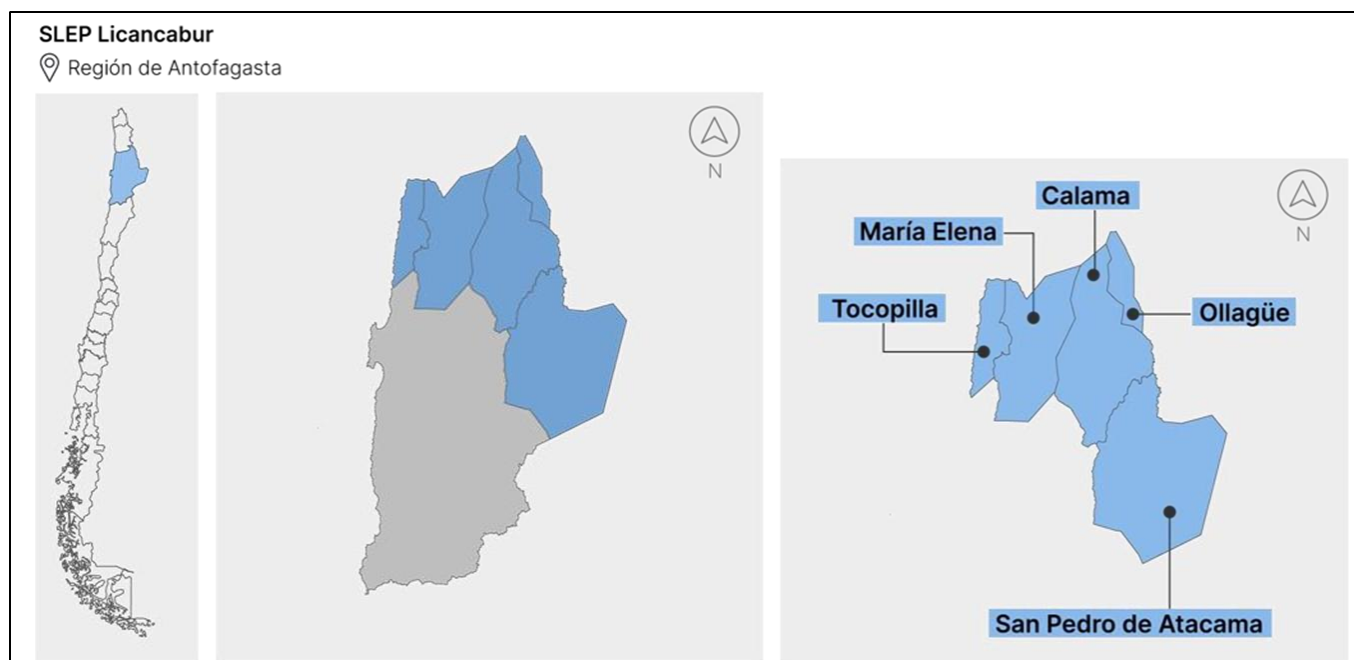 SLEP Licancabur
Región de Antofagasta
N
N
Calama
María Elena
Tocopilla
Ollagüe
San Pedro de Atacama